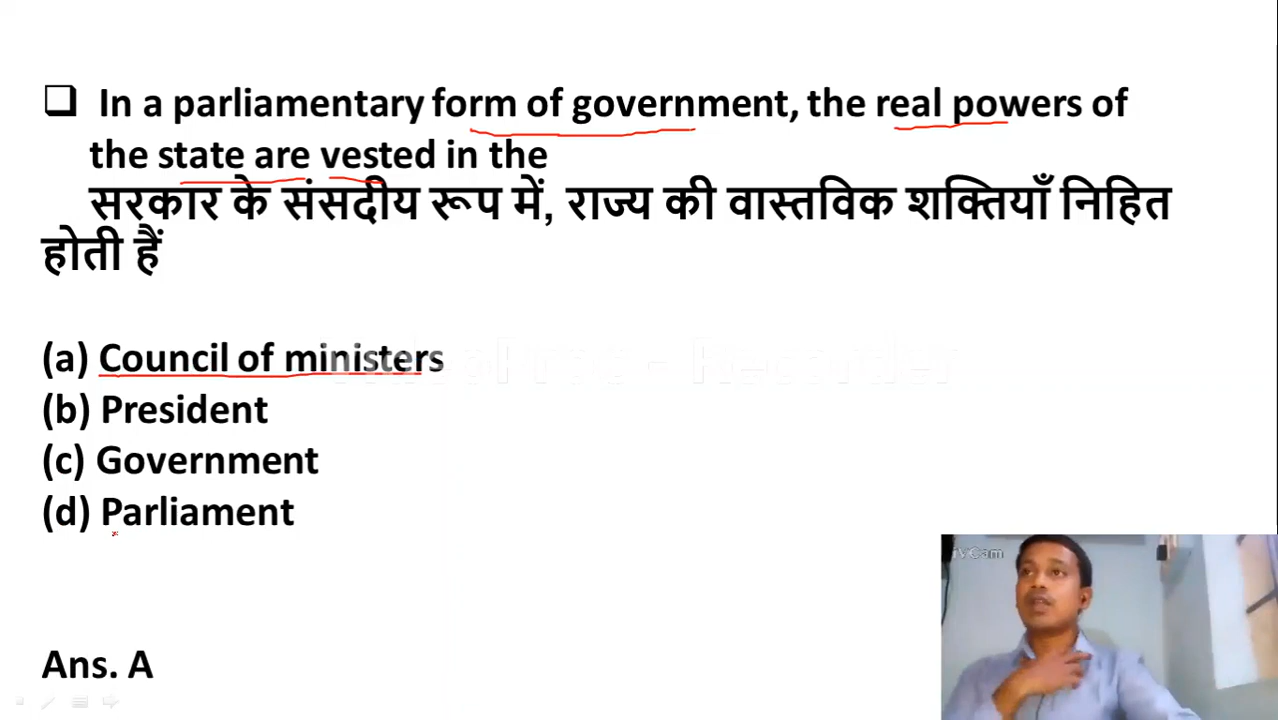 ❑ In a parliamentary form of government, the real powers of
the state are vested in the
सरकार के संसदीय रूप में, राज्य की वास्तविक शक्तियाँ निहित
होती हैं
(a) Council of ministers
(b) President
(c) Government
(d) Parliament
Ans. A